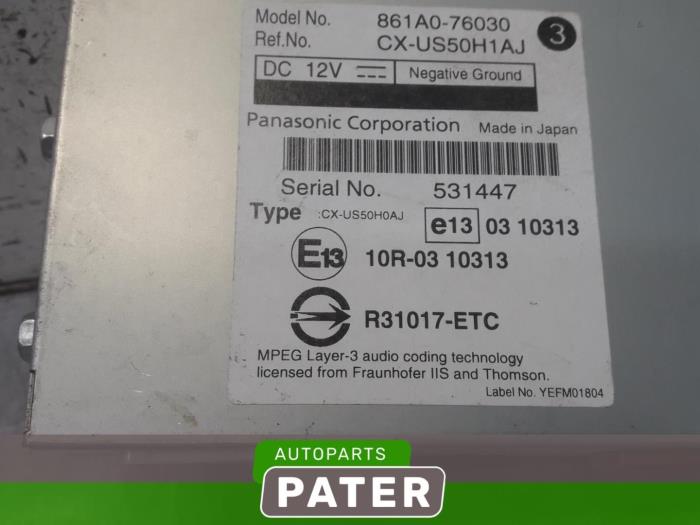 Model No. 861A0-76030
Ref.No. CX-US50H1AJ 3
DC 12V Negative Ground
Panasonic Corporation Made in Japan
Serial No. 531447
Type :CX-US50H0AJ e13 03 10313
E13 10R-03 10313
R31017-ETC
MPEG Layer-3 audio coding technology
licensed from Fraunhofer IIS and Thomson.
Label No. YEFM01804
AUTOPARTS
PATER